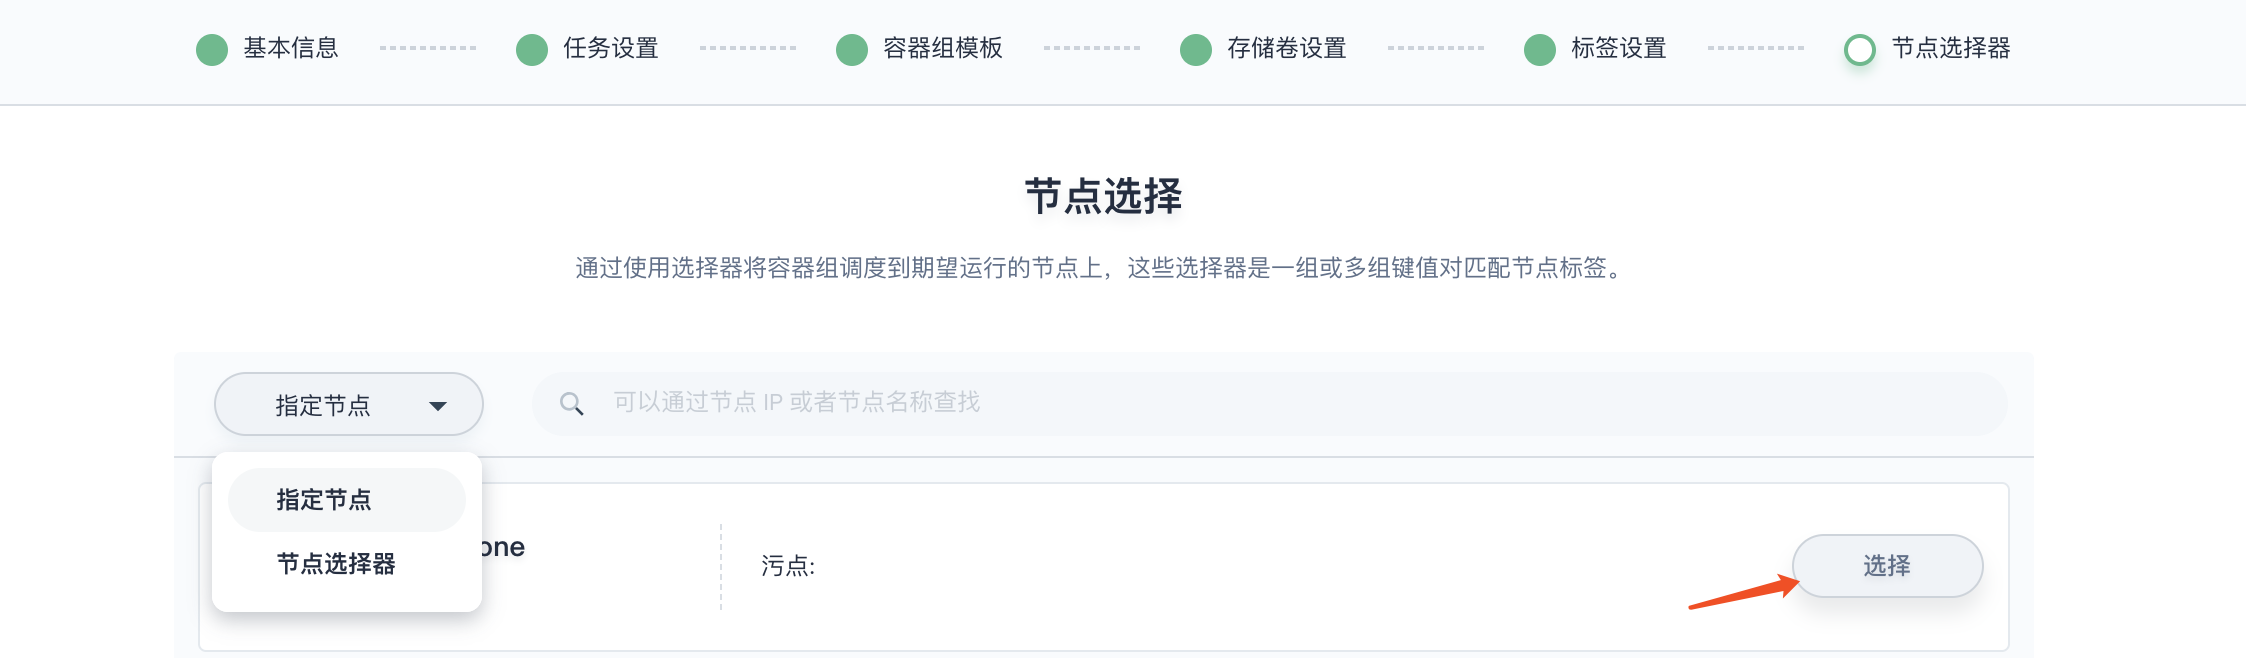 基本信息 任务设置 容器组模板 存储卷设置 标签设置 节点选择器
节点选择
通过使用选择器将容器组调度到期望运行的节点上，这些选择器是一组或多组键值对匹配节点标签。
指定节点 可以通过节点 IP 或者节点名称查找
指定节点
节点选择器
one
污点:
选择